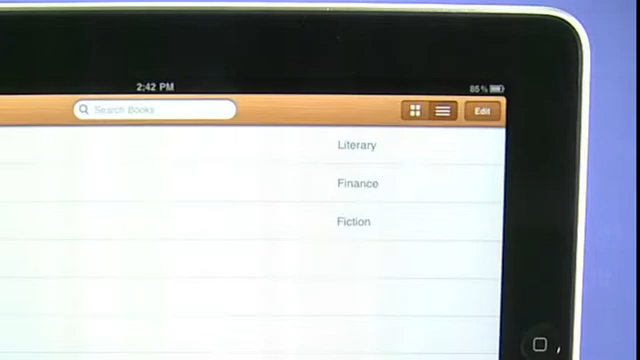 2:42 PM
85%
Search Books
Edit
Literary
Finance
Fiction